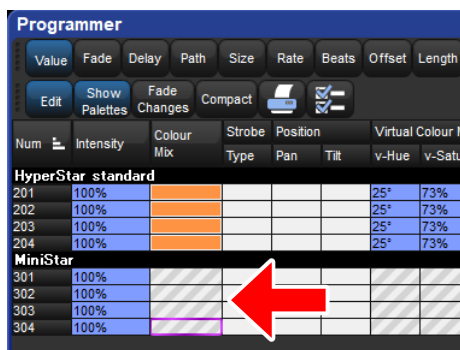 Programmer
Value Fade Delay Path Size Rate Beats Offset Length
Edit Show Palettes Fade Changes Compact
Num Intensity Colour Mix Strobe Position Virtual Colour M
Type Pan Tilt v-Hue v-Satu
HyperStar standard
201 100% 25° 73%
202 100% 25° 73%
203 100% 25° 73%
204 100% 25° 73%
MiniStar
301 100%
302 100%
303 100%
304 100%